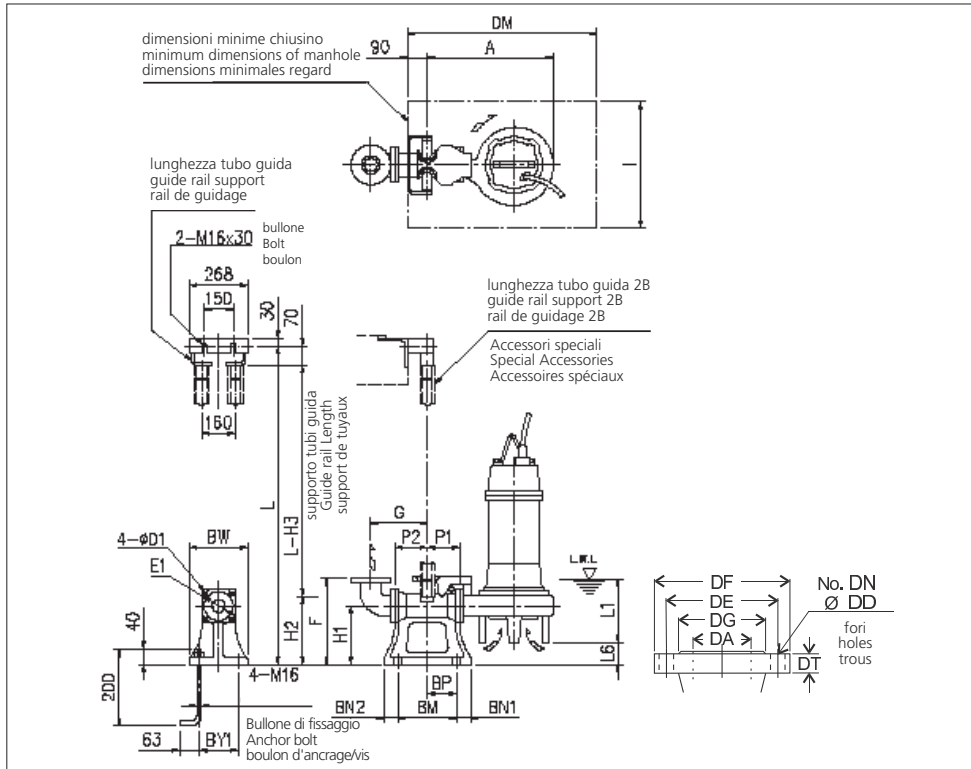 DM
dimensioni minime chiusino
minimum dimensions of manhole
dimensions minimales regard
90
A
I
lunghezza tubo guida
guide rail support
rail de guidage
2-M16x30
bullone
Bolt
boulon
268
150
30
70
160
lunghezza tubo guida 2B
guide rail support 2B
rail de guidage 2B
Accessori speciali
Special Accessories
Accessoires spéciaux
supporto tubi guida
Guide rail Length
support de tuyaux
L
L-H3
G
P2
P1
4-ØD1
BW
E1
L.W.L
40
H2
F
H1
L1
L6
4-M16
BP
BN2
BM
BN1
200
63
BY1
Bullone di fissaggio
Anchor bolt
boulon d'ancrage/vis
DF
DE
DG
DA
No. DN
Ø DD
fori
holes
trous
DT